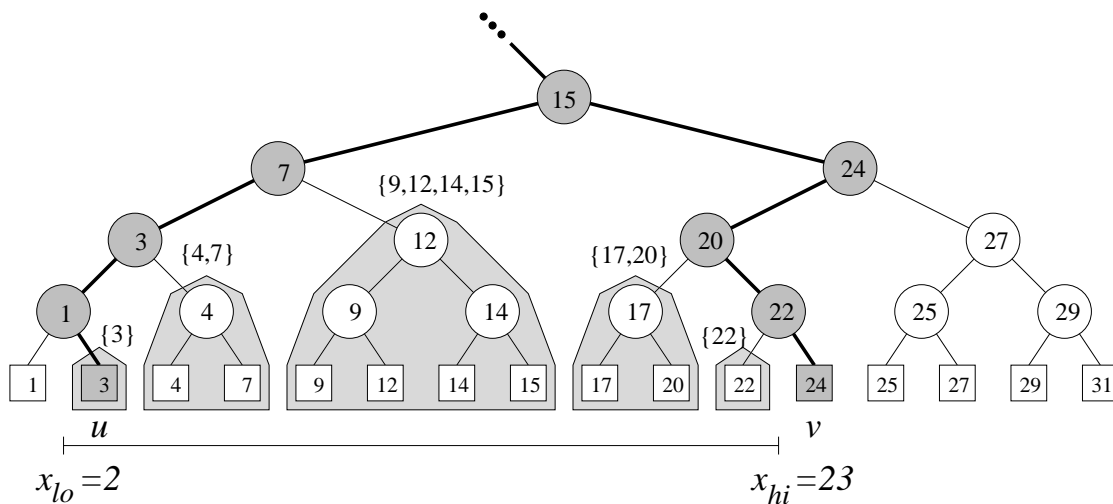 15
7 24
{9,12,14,15}
3 {4,7} 12 {17,20} 20 27
1 {3} 4 9 14 17 {22} 22 25 29
1 3 4 7 9 12 14 15 17 20 22 24 25 27 29 31
u v
x_lo =2 x_hi =23